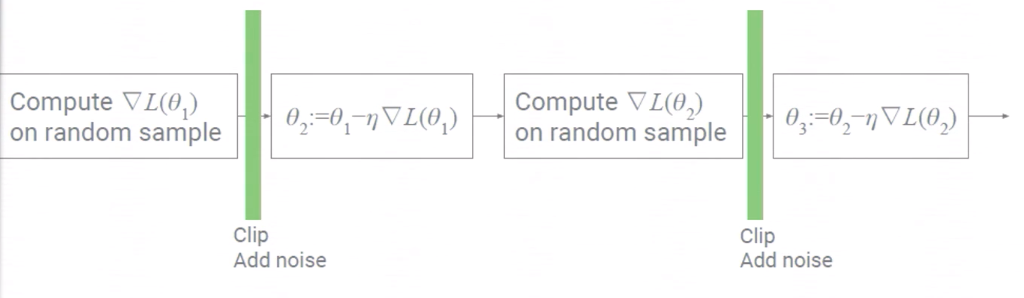 Compute ∇L(θ₁)
on random sample
θ₂:=θ₁−η∇L(θ₁)
Compute ∇L(θ₂)
on random sample
θ₃:=θ₂−η∇L(θ₂)
Clip
Add noise
Clip
Add noise